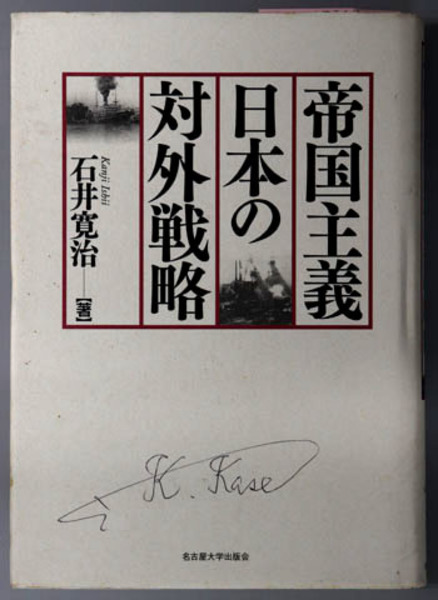 帝国主義
日本の
対外戦略
Kanji Ishii
石井寛治
【著】
K. Kase
名古屋大学出版会